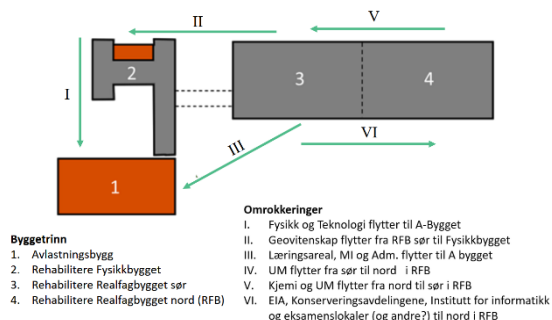 II
V
2
3
4
I
III
VI
1
Byggetrinn
1. Avlastningsbygg
2. Rehabilitere Fysikkbygget
3. Rehabilitere Realfagbygget sør
4. Rehabilitere Realfagbygget nord (RFB)
Omrokkeringer
I. Fysikk og Teknologi flytter til A-Bygget
II. Geovitenskap flytter fra RFB sør til Fysikkbygget
III. Læringsareal, MI og Adm. flytter til A bygget
IV. UM flytter fra sør til nord i RFB
V. Kjemi og UM flytter fra nord til sør i RFB
VI. EIA, Konserveringsavdelingene, Institutt for informatikk
og eksamenslokaler (og andre?) til nord i RFB